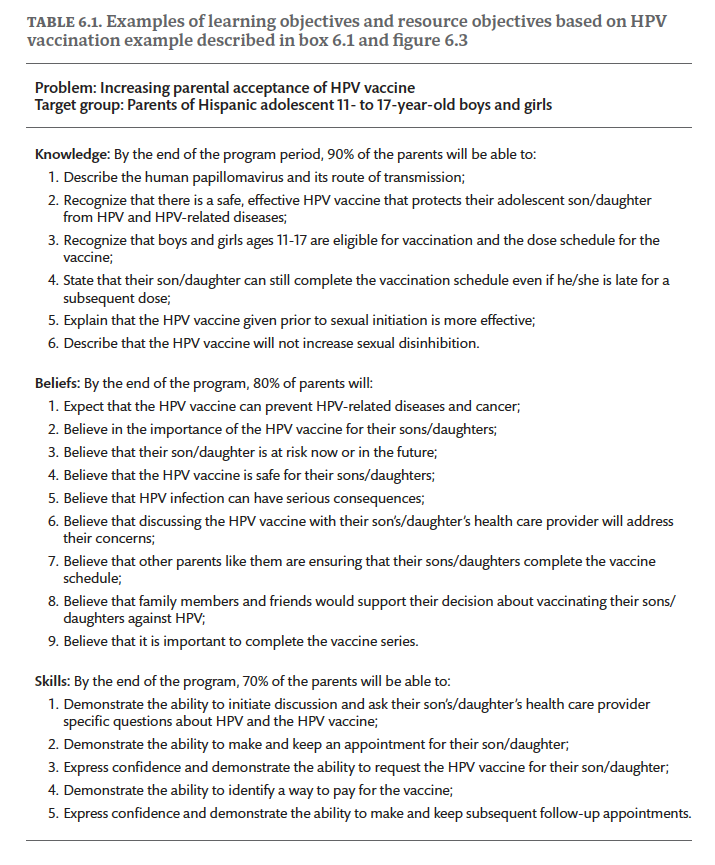 TABLE 6.1. Examples of learning objectives and resource objectives based on HPV
vaccination example described in box 6.1 and figure 6.3
Problem: Increasing parental acceptance of HPV vaccine
Target group: Parents of Hispanic adolescent 11- to 17-year-old boys and girls
Knowledge: By the end of the program period, 90% of the parents will be able to:
1. Describe the human papillomavirus and its route of transmission;
2. Recognize that there is a safe, effective HPV vaccine that protects their adolescent son/daughter
from HPV and HPV-related diseases;
3. Recognize that boys and girls ages 11-17 are eligible for vaccination and the dose schedule for the
vaccine;
4. State that their son/daughter can still complete the vaccination schedule even if he/she is late for a
subsequent dose;
5. Explain that the HPV vaccine given prior to sexual initiation is more effective;
6. Describe that the HPV vaccine will not increase sexual disinhibition.
Beliefs: By the end of the program, 80% of parents will:
1. Expect that the HPV vaccine can prevent HPV-related diseases and cancer;
2. Believe in the importance of the HPV vaccine for their sons/daughters;
3. Believe that their son/daughter is at risk now or in the future;
4. Believe that the HPV vaccine is safe for their sons/daughters;
5. Believe that HPV infection can have serious consequences;
6. Believe that discussing the HPV vaccine with their son's/daughter's health care provider will address
their concerns;
7. Believe that other parents like them are ensuring that their sons/daughters complete the vaccine
schedule;
8. Believe that family members and friends would support their decision about vaccinating their sons/
daughters against HPV;
9. Believe that it is important to complete the vaccine series.
Skills: By the end of the program, 70% of the parents will be able to:
1. Demonstrate the ability to initiate discussion and ask their son's/daughter's health care provider
specific questions about HPV and the HPV vaccine;
2. Demonstrate the ability to make and keep an appointment for their son/daughter;
3. Express confidence and demonstrate the ability to request the HPV vaccine for their son/daughter;
4. Demonstrate the ability to identify a way to pay for the vaccine;
5. Express confidence and demonstrate the ability to make and keep subsequent follow-up appointments.